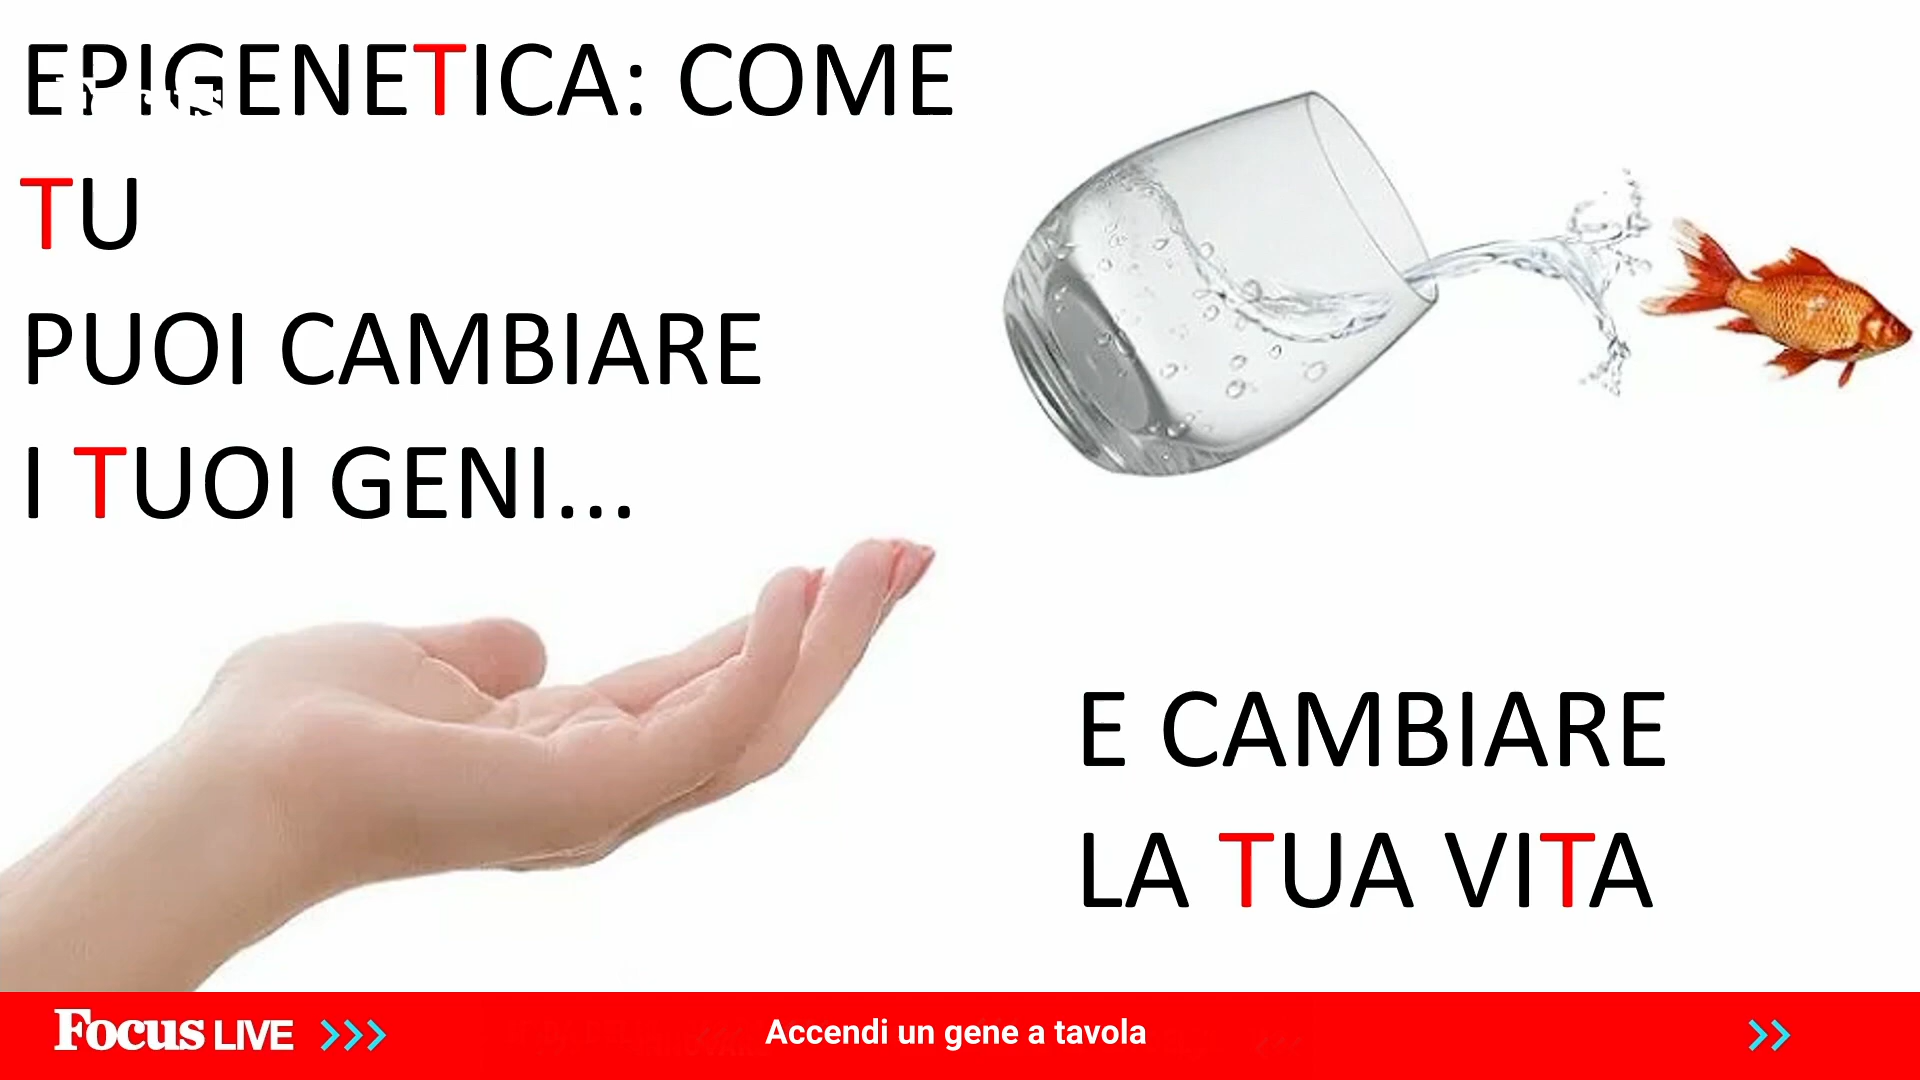 EPIGENETICA: COME
TU
PUOI CAMBIARE
I TUOI GENI...
E CAMBIARE
LA TUA VITA
FOCUS LIVE
Accendi un gene a tavola